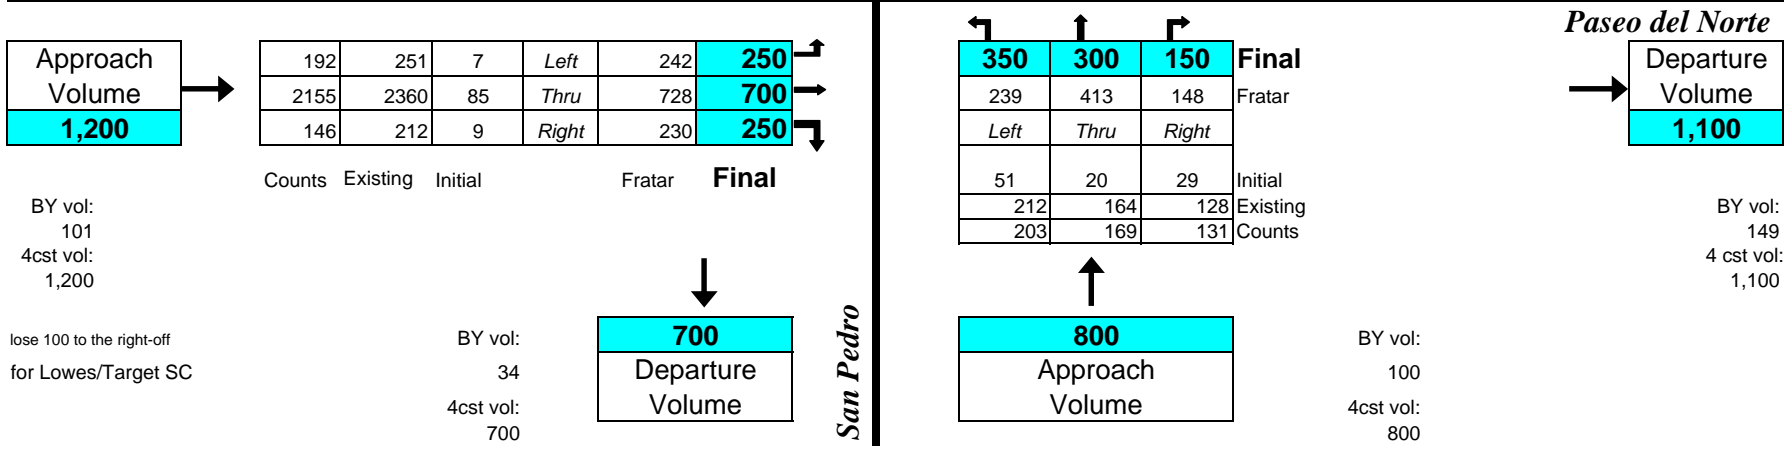 Paseo del Norte
Approach
Volume
1,200
192 251 7 Left 242 250
2155 2360 85 Thru 728 700
146 212 9 Right 230 250
Counts Existing Initial Fratar Final
350 300 150 Final
239 413 148 Fratar
Left Thru Right
51 20 29 Initial
212 164 128 Existing
203 169 131 Counts
Departure
Volume
1,100
BY vol:
101
4cst vol:
1,200
BY vol:
149
4 cst vol:
1,100
lose 100 to the right-off
for Lowes/Target SC
BY vol:
34
4cst vol:
700
700
Departure
Volume
San Pedro
800
Approach
Volume
BY vol:
100
4cst vol:
800